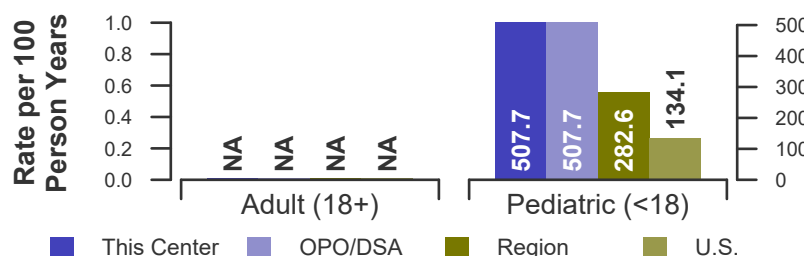 Rate per 100
Person Years
1.0
0.8
0.6
0.4
0.2
0.0
NA
NA
NA
NA
Adult (18+)
507.7
507.7
282.6
134.1
Pediatric (<18)
500
400
300
200
100
0
This Center
OPO/DSA
Region
U.S.